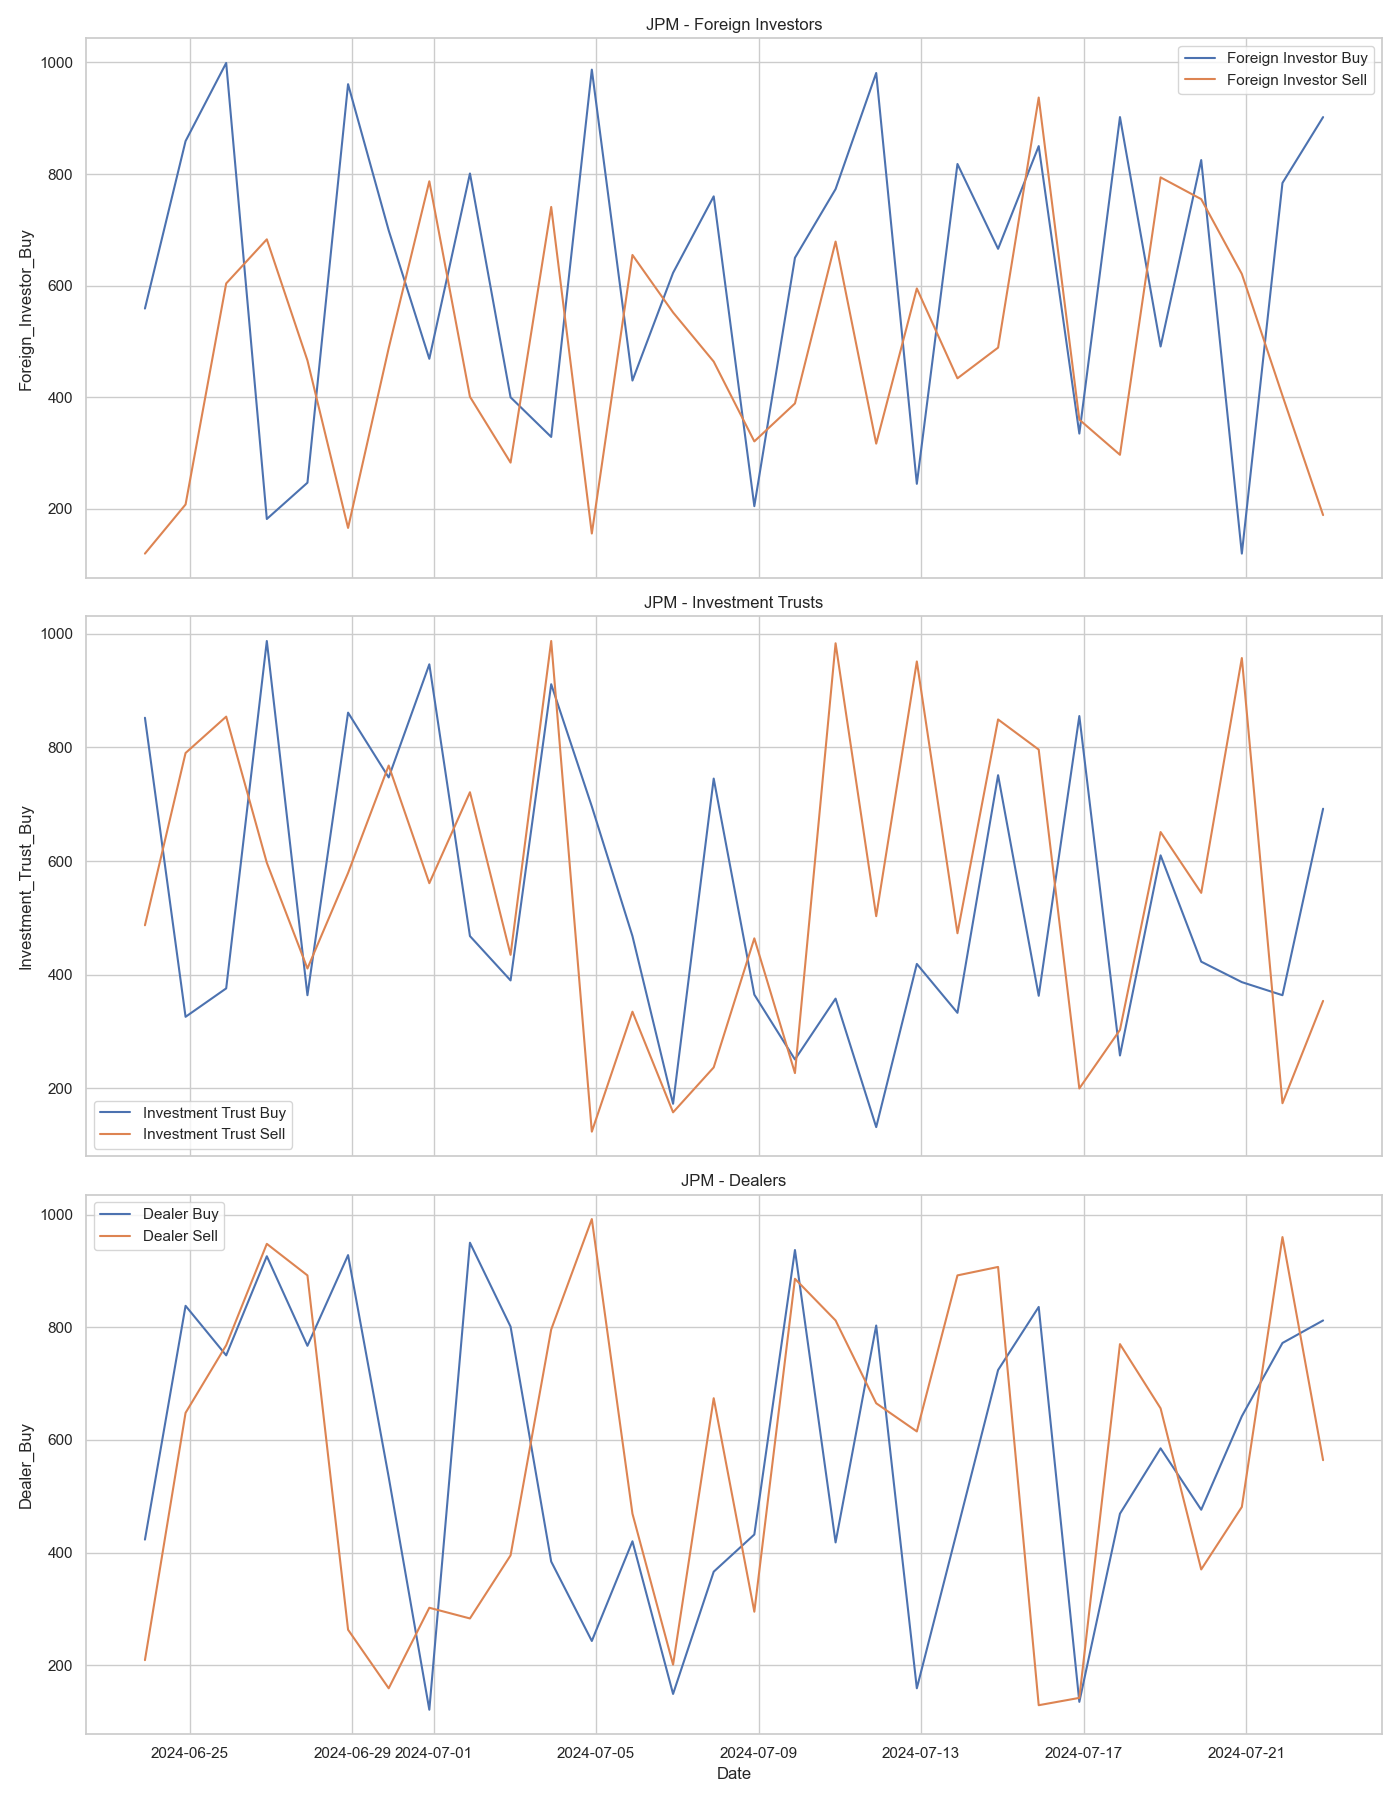 JPM - Foreign Investors
Foreign Investor Buy
Foreign Investor Sell
Foreign_Investor_Buy
1000
800
600
400
200
JPM - Investment Trusts
Investment_Trust_Buy
1000
800
600
400
200
Investment Trust Buy
Investment Trust Sell
JPM - Dealers
Dealer Buy
Dealer Sell
Dealer_Buy
1000
800
600
400
200
2024-06-25 2024-06-29 2024-07-01 2024-07-05 2024-07-09 2024-07-13 2024-07-17 2024-07-21
Date